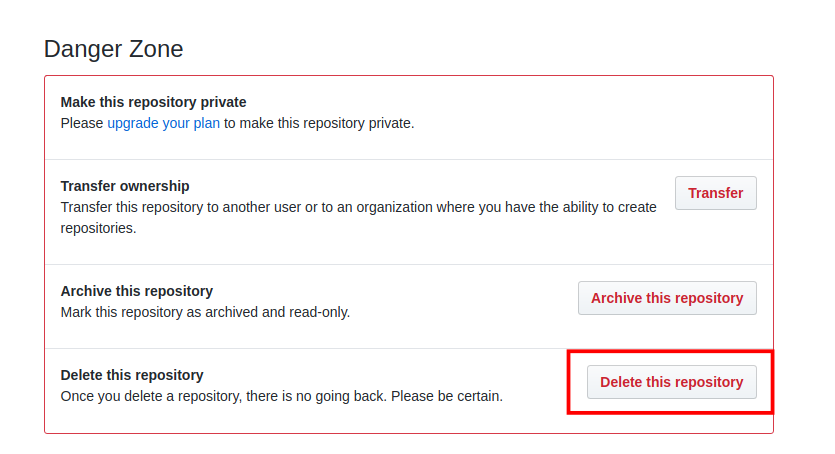 Danger Zone
Make this repository private
Please upgrade your plan to make this repository private.
Transfer ownership
Transfer this repository to another user or to an organization where you have the ability to create
repositories.
Transfer
Archive this repository
Mark this repository as archived and read-only.
Archive this repository
Delete this repository
Once you delete a repository, there is no going back. Please be certain.
Delete this repository